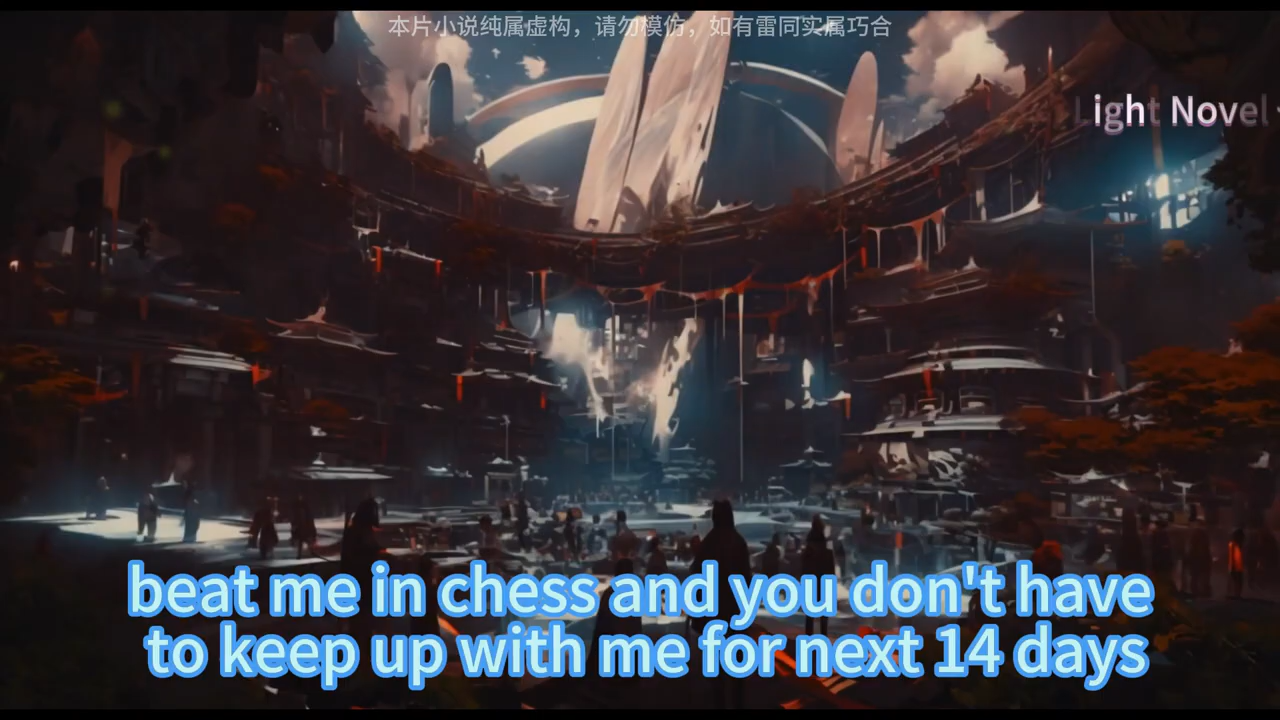 本片小说纯属虚构，请勿模仿，如有雷同实属巧合
Light Novel
beat me in chess and you don't have
to keep up with me for next 14 days